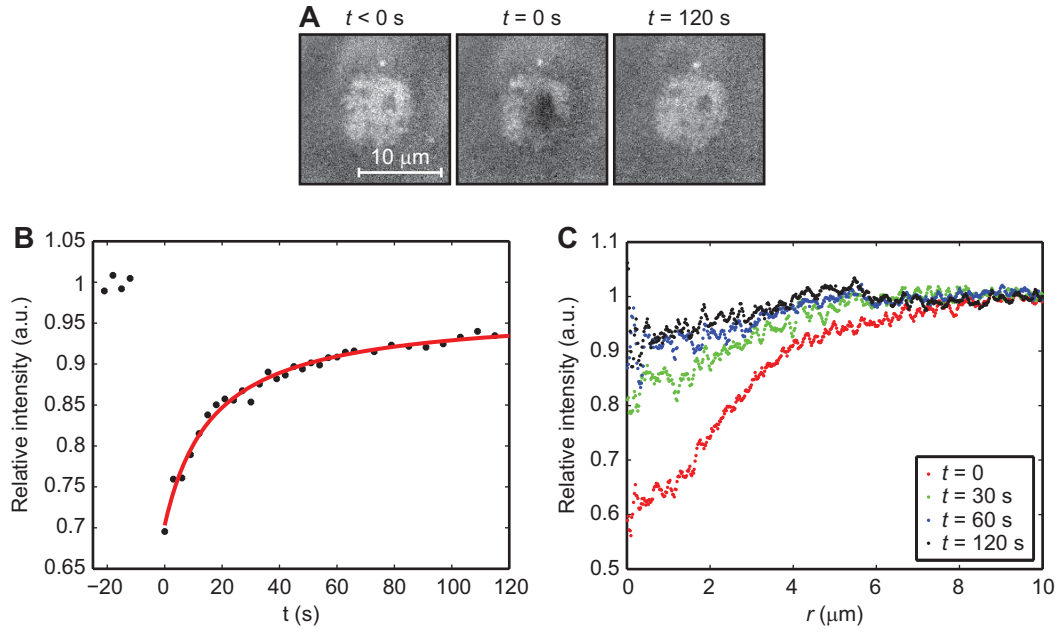 A
t < 0 s
t = 0 s
t = 120 s
10 μm
B
1.05
1
0.95
0.9
0.85
0.8
0.75
0.7
0.65
Relative intensity (a.u.)
−20
0
20
40
60
80
100
120
t (s)
C
1.1
1
0.9
0.8
0.7
0.6
0.5
Relative intensity (a.u.)
0
2
4
6
8
10
r (μm)
t = 0
t = 30 s
t = 60 s
t = 120 s